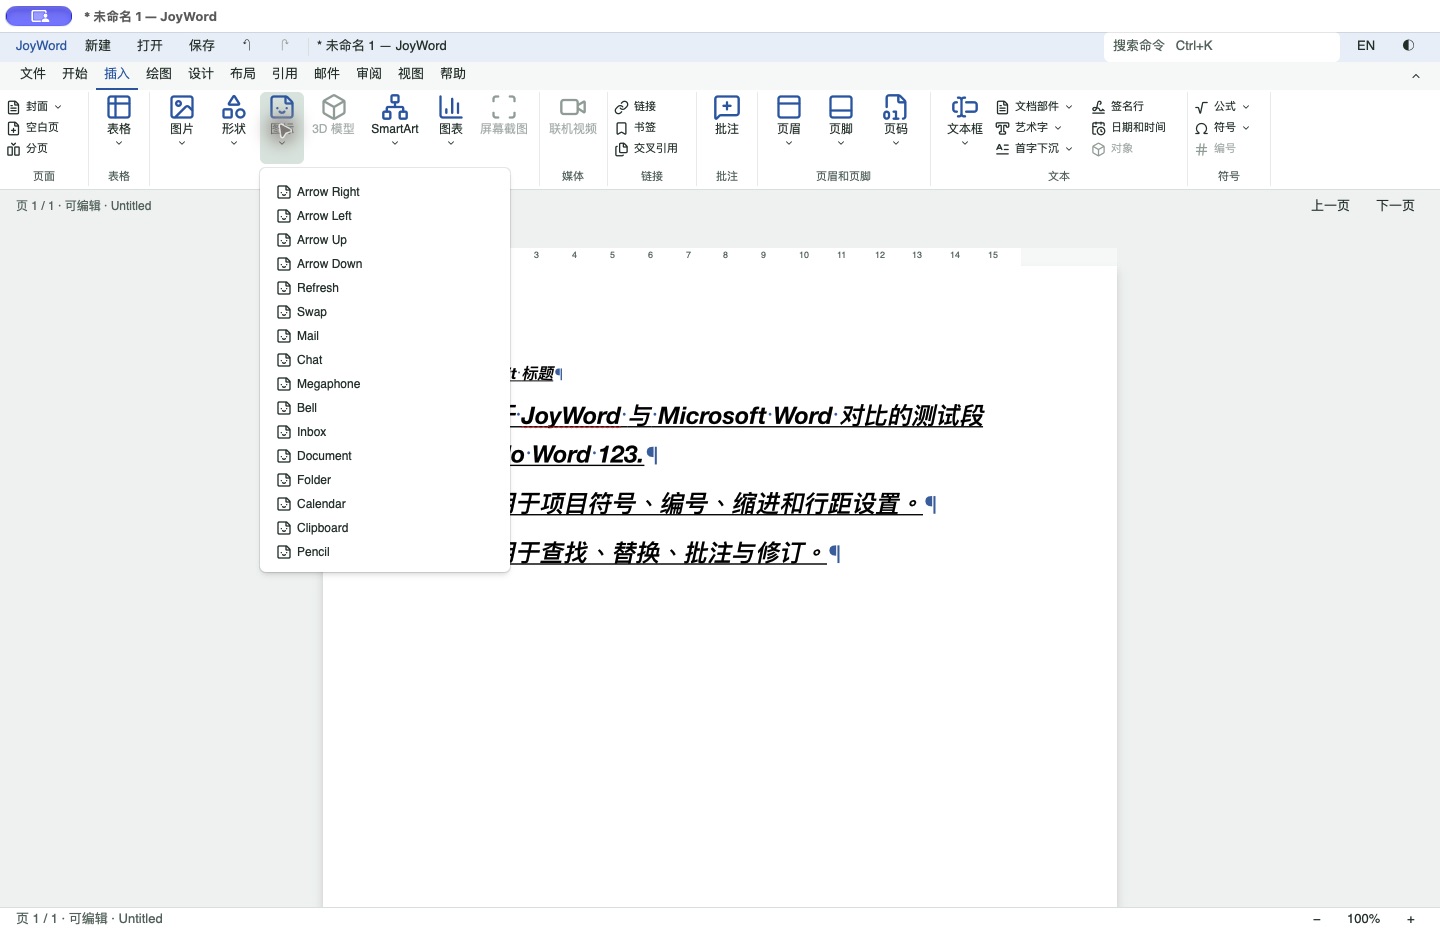 * 未命名 1 — JoyWord
JoyWord 新建 打开 保存 * 未命名 1 — JoyWord 搜索命令 Ctrl+K EN
文件 开始 插入 绘图 设计 布局 引用 邮件 审阅 视图 帮助
封面
空白页
分页
页面
表格
表格
图片
形状
3D 模型
SmartArt
图表
屏幕截图
联机视频
媒体
链接
书签
交叉引用
链接
批注
批注
页眉
页脚
页码
页眉和页脚
文本框
文档部件
艺术字
首字下沉
签名行
日期和时间
对象
文本
公式
符号
编号
符号
页 1 / 1 · 可编辑 · Untitled 上一页 下一页
Arrow Right
Arrow Left
Arrow Up
Arrow Down
Refresh
Swap
Mail
Chat
Megaphone
Bell
Inbox
Document
Folder
Calendar
Clipboard
Pencil
3 4 5 6 7 8 9 10 11 12 13 14 15
t 标题¶
JoyWord·与·Microsoft·Word·对比的测试段
o·Word·123.¶
于项目符号、编号、缩进和行距设置。¶
于查找、替换、批注与修订。¶
页 1 / 1 · 可编辑 · Untitled − 100% +